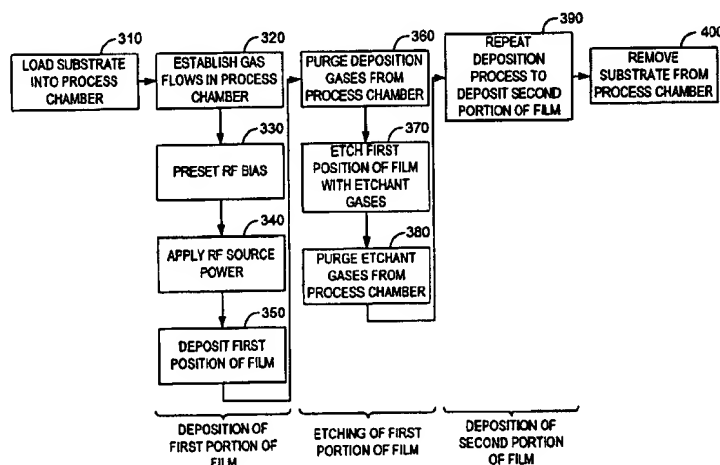 310
LOAD SUBSTRATE
INTO PROCESS
CHAMBER
320
ESTABLISH GAS
FLOWS IN PROCESS
CHAMBER
330
PRESET RF BIAS
340
APPLY RF SOURCE
POWER
350
DEPOSIT FIRST
POSITION OF FILM
360
PURGE DEPOSITION
GASES FROM
PROCESS CHAMBER
370
ETCH FIRST
POSITION OF FILM
WITH ETCHANT
GASES
380
PURGE ETCHANT
GASES FROM
PROCESS CHAMBER
390
REPEAT
DEPOSITION
PROCESS TO
DEPOSIT SECOND
PORTION OF FILM
400
REMOVE
SUBSTRATE FROM
PROCESS CHAMBER
DEPOSITION OF
FIRST PORTION OF
FILM
ETCHING OF FIRST
PORTION OF FILM
DEPOSITION OF
SECOND PORTION
OF FILM